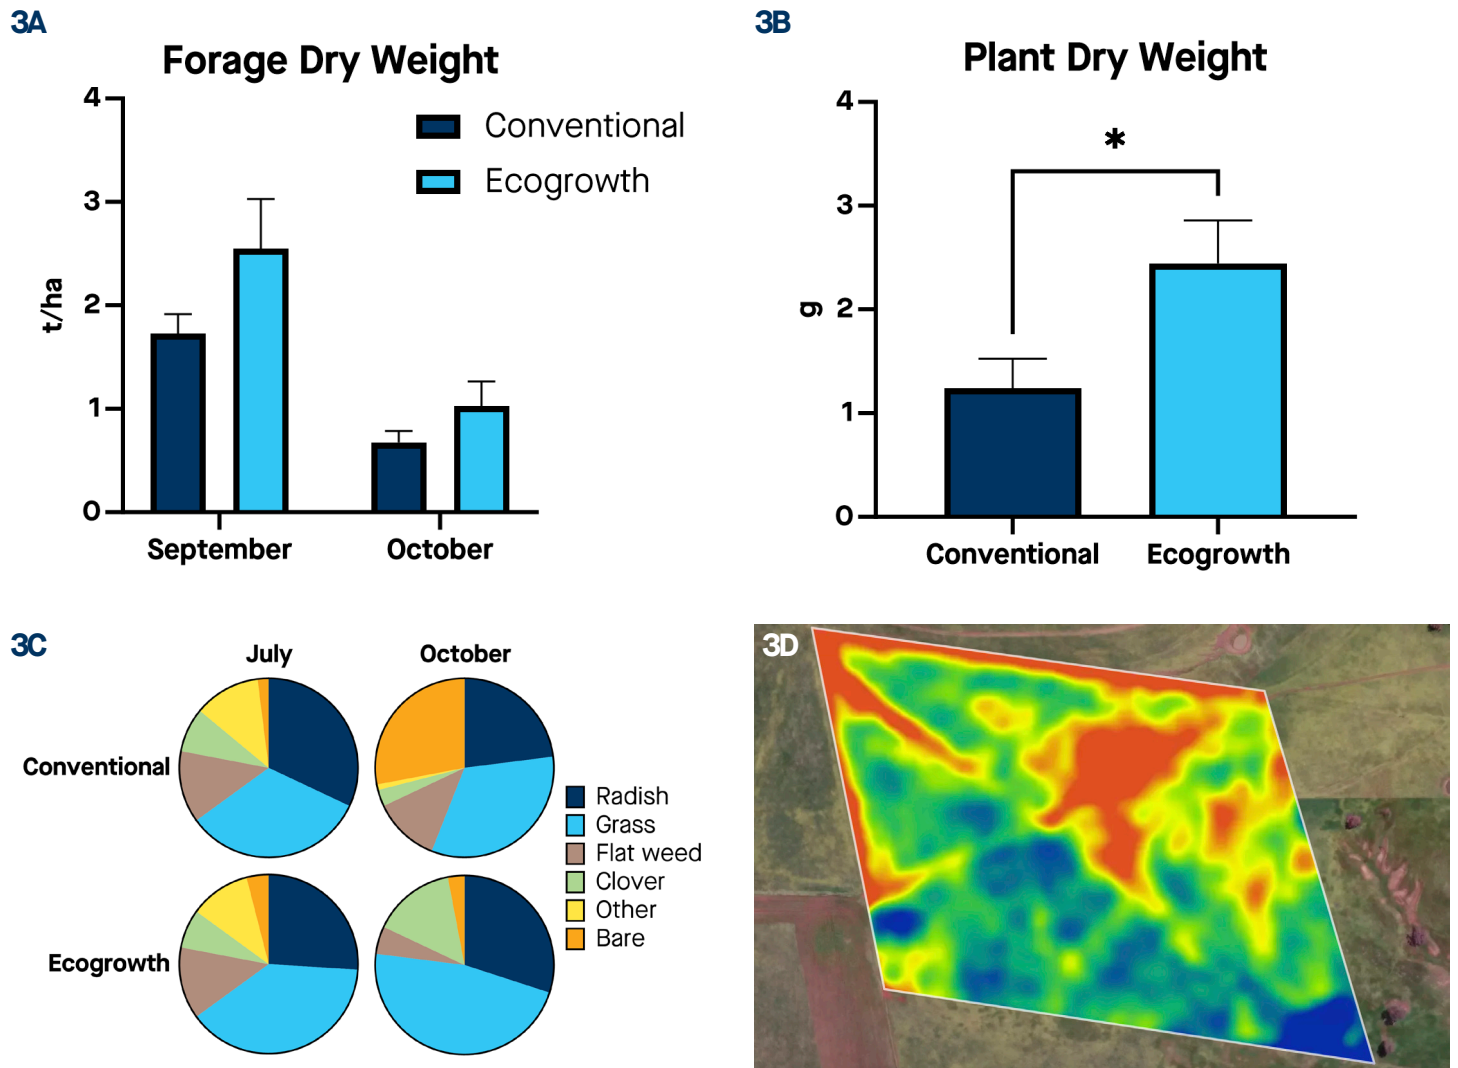 3A
Forage Dry Weight
4
3
2
1
0
t/ha
Conventional
Ecogrowth
September
October
3B
Plant Dry Weight
4
3
2
1
0
g
*
Conventional
Ecogrowth
3C
July
October
Conventional
Ecogrowth
Radish
Grass
Flat weed
Clover
Other
Bare
3D